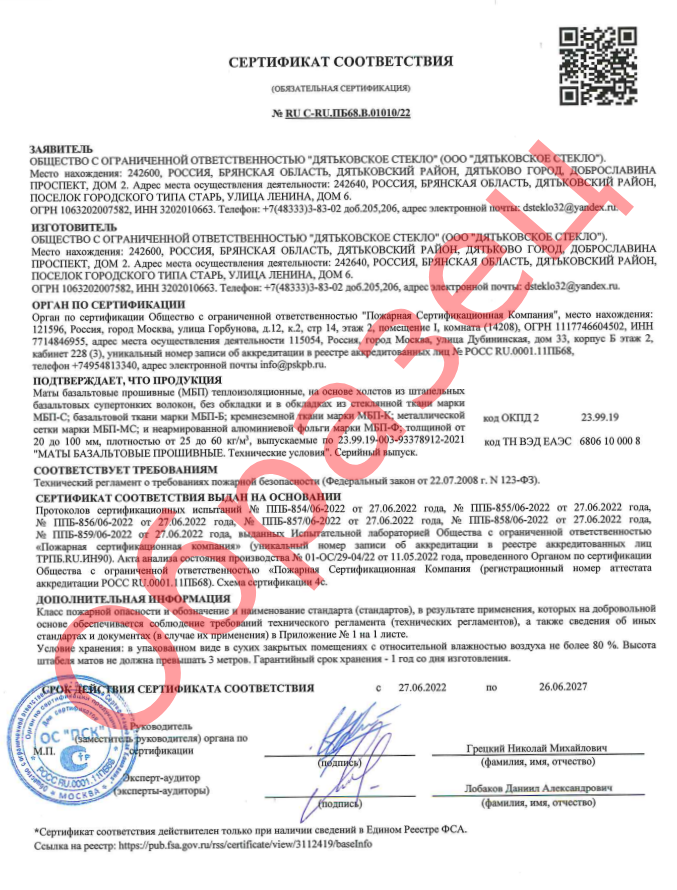 СЕРТИФИКАТ СООТВЕТСТВИЯ
(ОБЯЗАТЕЛЬНАЯ СЕРТИФИКАЦИЯ)
№ RU C-RU.ПБ68.В.01010/22
ЗАЯВИТЕЛЬ
ОБЩЕСТВО С ОГРАНИЧЕННОЙ ОТВЕТСТВЕННОСТЬЮ "ДЯТЬКОВСКОЕ СТЕКЛО" (ООО "ДЯТЬКОВСКОЕ СТЕКЛО").
Место нахождения: 242600, РОССИЯ, БРЯНСКАЯ ОБЛАСТЬ, ДЯТЬКОВСКИЙ РАЙОН, ДЯТЬКОВО ГОРОД, ДОБРОСЛАВИНА
ПРОСПЕКТ, ДОМ 2. Адрес места осуществления деятельности: 242640, РОССИЯ, БРЯНСКАЯ ОБЛАСТЬ, ДЯТЬКОВСКИЙ РАЙОН,
ПОСЕЛОК ГОРОДСКОГО ТИПА СТАРЬ, УЛИЦА ЛЕНИНА, ДОМ 6.
ОГРН 1063202007582, ИНН 3202010663. Телефон: +7(48333)3-83-02 доб.205,206, адрес электронной почты: dsteklo32@yandex.ru.
ИЗГОТОВИТЕЛЬ
ОБЩЕСТВО С ОГРАНИЧЕННОЙ ОТВЕТСТВЕННОСТЬЮ "ДЯТЬКОВСКОЕ СТЕКЛО" (ООО "ДЯТЬКОВСКОЕ СТЕКЛО").
Место нахождения: 242600, РОССИЯ, БРЯНСКАЯ ОБЛАСТЬ, ДЯТЬКОВСКИЙ РАЙОН, ДЯТЬКОВО ГОРОД, ДОБРОСЛАВИНА
ПРОСПЕКТ, ДОМ 2. Адрес места осуществления деятельности: 242640, РОССИЯ, БРЯНСКАЯ ОБЛАСТЬ, ДЯТЬКОВСКИЙ РАЙОН,
ПОСЕЛОК ГОРОДСКОГО ТИПА СТАРЬ, УЛИЦА ЛЕНИНА, ДОМ 6.
ОГРН 1063202007582, ИНН 3202010663. Телефон: +7(48333)3-83-02 доб.205,206, адрес электронной почты: dsteklo32@yandex.ru.
ОРГАН ПО СЕРТИФИКАЦИИ
Орган по сертификации Общество с ограниченной ответственностью "Пожарная Сертификационная Компания", место нахождения:
121596, Россия, город Москва, улица Горбунова, д.12, к.2, стр 14, этаж 2, помещение I, комната (14208), ОГРН 1117746604502, ИНН
7714846955, адрес места осуществления деятельности 115054, Россия, город Москва, улица Дубининская, дом 33, корпус Б этаж 2,
кабинет 228 (3), уникальный номер записи об аккредитации в реестре аккредитованных лиц № РОСС RU.0001.11ПБ68,
телефон +74954813340, адрес электронной почты info@pskpb.ru.
ПОДТВЕРЖДАЕТ, ЧТО ПРОДУКЦИЯ
Маты базальтовые прошивные (МБП) теплоизоляционные, на основе холстов из штапельных
базальтовых супертонких волокон, без обкладки и в обкладках из стеклянной ткани марки
МБП-С; базальтовой ткани марки МБП-Б; кремнеземной ткани марки МБП-К; металлической
сетки марки МБП-МС; и неармированной алюминиевой фольги марки МБП-Ф, толщиной от
20 до 100 мм, плотностью от 25 до 60 кг/м³, выпускаемые по 23.99.19-003-93378912-2021
"МАТЫ БАЗАЛЬТОВЫЕ ПРОШИВНЫЕ. Технические условия". Серийный выпуск.
код ОКПД 2 23.99.19
код ТН ВЭД ЕАЭС 6806 10 000 8
СООТВЕТСТВУЕТ ТРЕБОВАНИЯМ
Технический регламент о требованиях пожарной безопасности (Федеральный закон от 22.07.2008 г. N 123-ФЗ).
СЕРТИФИКАТ СООТВЕТСТВИЯ ВЫДАН НА ОСНОВАНИИ
Протоколов сертификационных испытаний № ППБ-854/06-2022 от 27.06.2022 года, № ППБ-855/06-2022 от 27.06.2022 года,
№ ППБ-856/06-2022 от 27.06.2022 года, № ППБ-857/06-2022 от 27.06.2022 года, № ППБ-858/06-2022 от 27.06.2022 года,
№ ППБ-859/06-2022 от 27.06.2022 года, выданных Испытательной лабораторией Общества с ограниченной ответственностью
«Пожарная сертификационная компания» (уникальный номер записи об аккредитации в реестре аккредитованных лиц
ТРПБ.RU.ИН90). Акта анализа состояния производства № 01-ОС/29-04/22 от 11.05.2022 года, проведенного Органом по сертификации
Общества с ограниченной ответственностью «Пожарная Сертификационная Компания» (регистрационный номер аттестата
аккредитации РОСС RU.0001.11ПБ68). Схема сертификации 4с.
ДОПОЛНИТЕЛЬНАЯ ИНФОРМАЦИЯ
Класс пожарной опасности и обозначение и наименование стандарта (стандартов), в результате применения, которых на добровольной
основе обеспечивается соблюдение требований технического регламента (технических регламентов), а также сведения об иных
стандартах и документа (в случае их применения) в Приложение № 1 на 1 листе.
Условие хранения: в упакованном виде в сухих закрытых помещениях с относительной влажностью воздуха не более 80 %. Высота
штабеля матов не должна превышать 3 метров. Гарантийный срок хранения - 1 год со дня изготовления.
СРОК ДЕЙСТВИЯ СЕРТИФИКАТА СООТВЕТСТВИЯ с 27.06.2022 по 26.06.2027
Руководитель
(заместитель руководителя) органа по
М.П. сертификации
(подпись)
Грецкий Николай Михайлович
(фамилия, имя, отчество)
Эксперт-аудитор
(эксперты-аудиторы)
(подпись)
Лобаков Даниил Александрович
(фамилия, имя, отчество)
*Сертификат соответствия действителен только при наличии сведений в Едином Реестре ФСА.
Ссылка на реестр: https://pub.fsa.gov.ru/rss/certificate/view/3112419/baseInfo
Образец
Для сертификатов
ОС "ПСК"
РОСС RU.0001.11ПБ68
МОСКВА